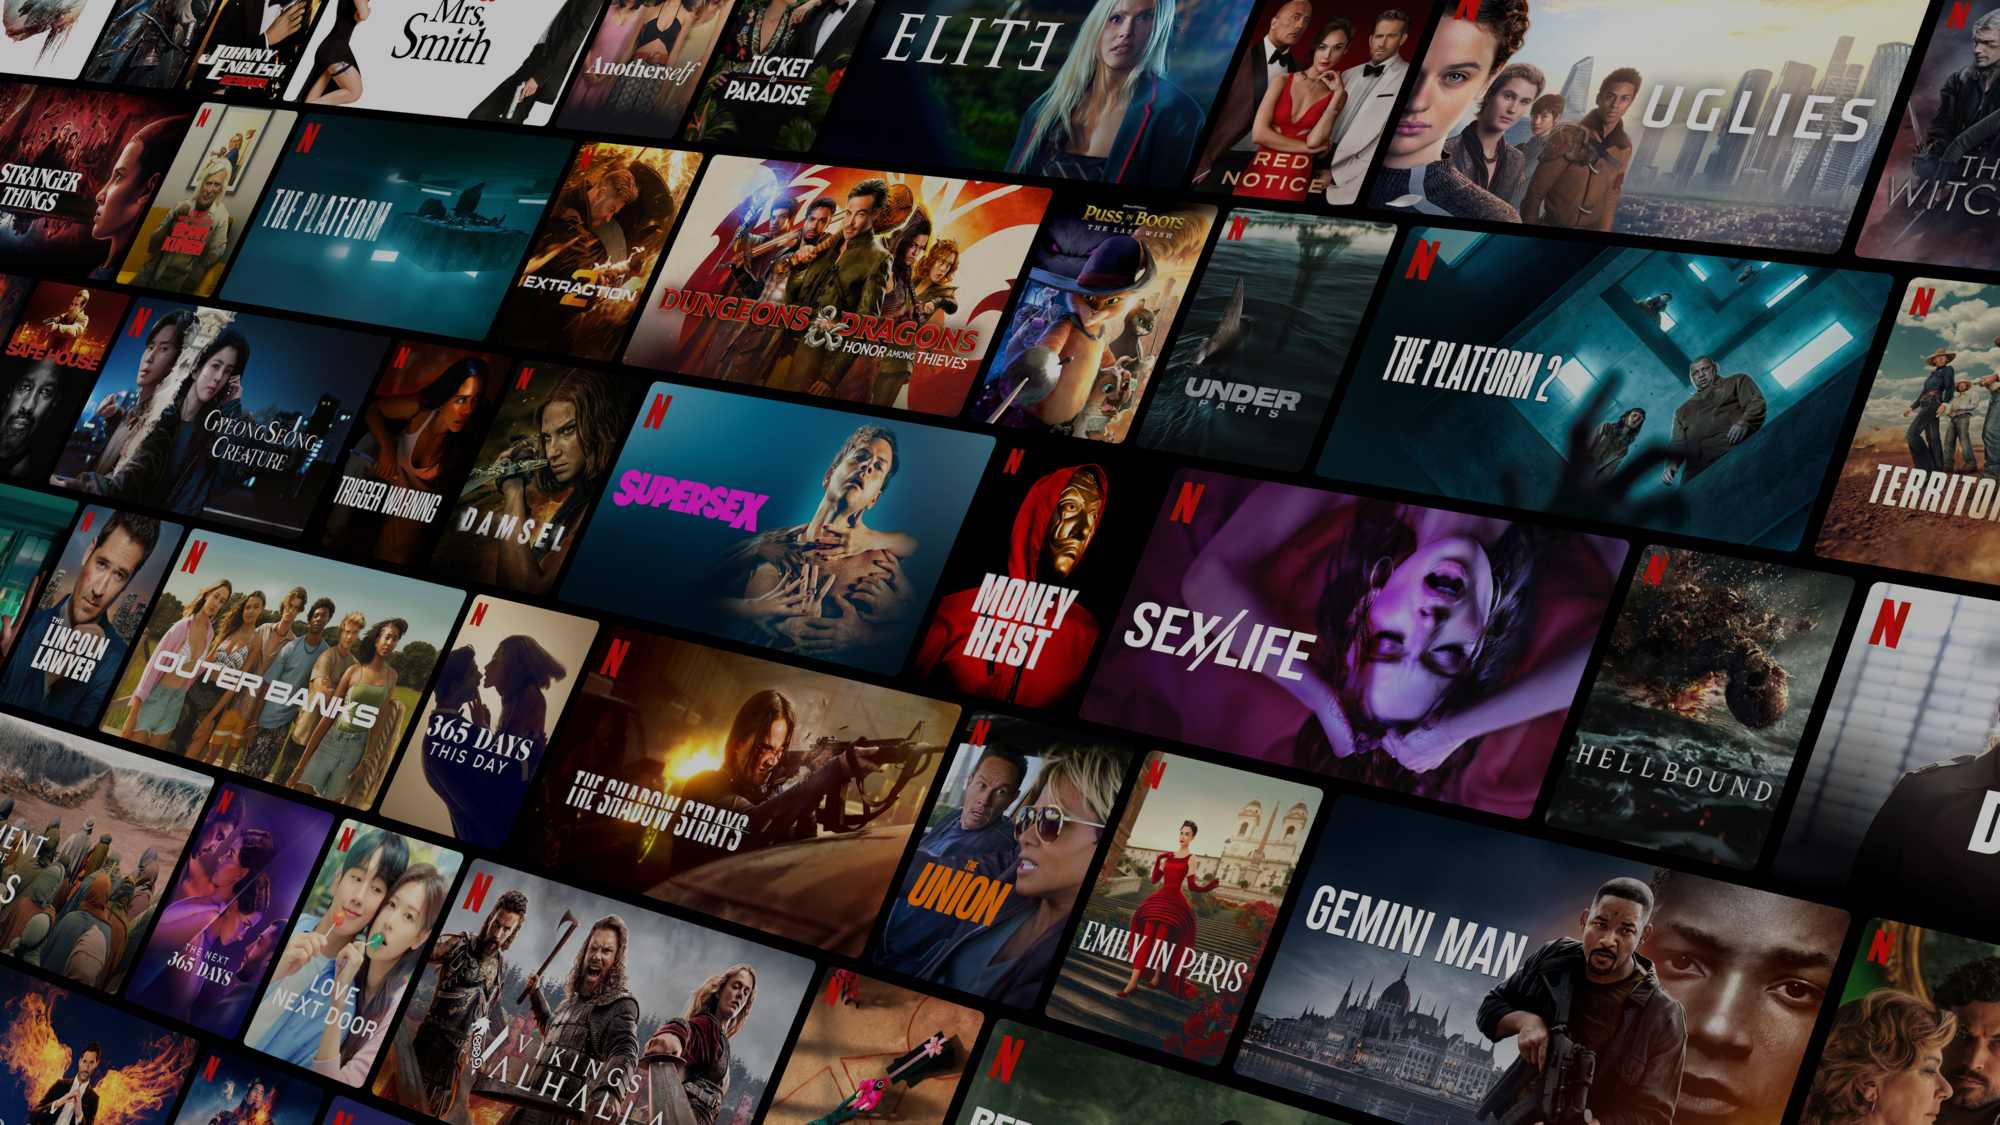 JOHNNY
ENGLISH
REBORN
Mrs.
Smith
Anotherself
TICKET
to
PARADISE
ELITE
RED
NOTICE
UGLIES
STRANGER
THINGS
THE PLATFORM
EXTRACTION
2
DUNGEONS & DRAGONS
HONOR AMONG THIEVES
PUSS IN BOOTS
THE LAST WISH
UNDER
PARIS
THE PLATFORM 2
SAFE HOUSE
GYEONGSEONG
CREATURE
TRIGGER WARNING
DAMSEL
SUPERSEX
MONEY
HEIST
SEX/LIFE
HELLBOUND
THE
LINCOLN
LAWYER
OUTER BANKS
365 DAYS
THIS DAY
THE SHADOW STRAYS
THE
UNION
EMILY IN PARIS
GEMINI MAN
THE NEXT
365 DAYS
LOVE
NEXT DOOR
VIKINGS
VALHALLA